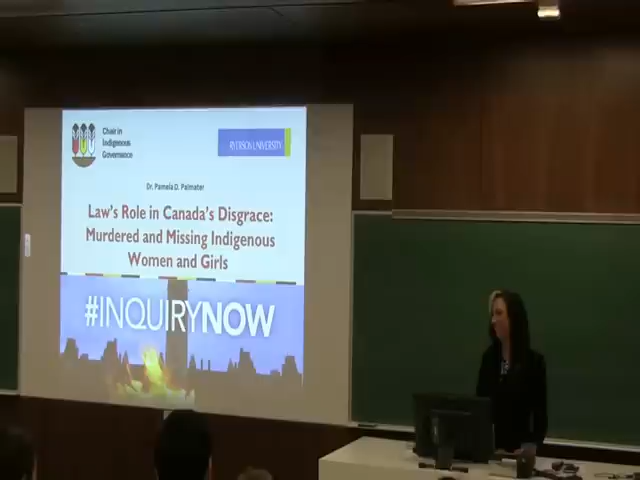 Chair in
Indigenous
Governance
RYERSON UNIVERSITY
Dr. Pamela D. Palmater
Law's Role in Canada's Disgrace:
Murdered and Missing Indigenous
Women and Girls
#INQUIRYNOW